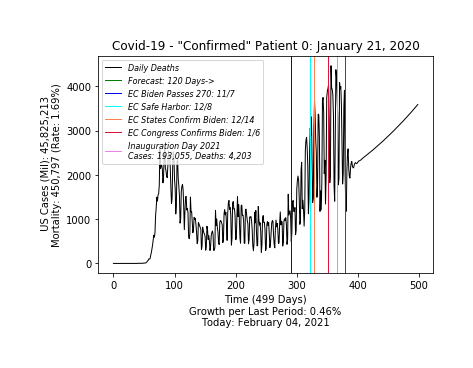 Covid-19 - "Confirmed" Patient 0: January 21, 2020
US Cases (Mil): 45,825,213
Mortality: 450,797 (Rate: 1.69%)
4000
3000
2000
1000
0
Daily Deaths
Forecast: 120 Days->
EC Biden Passes 270: 11/7
EC Safe Harbor: 12/8
EC States Confirm Biden: 12/14
EC Congress Confirms Biden: 1/6
Inauguration Day 2021
Cases: 193,055, Deaths: 4,203
0 100 200 300 400 500
Time (499 Days)
Growth per Last Period: 0.46%
Today: February 04, 2021